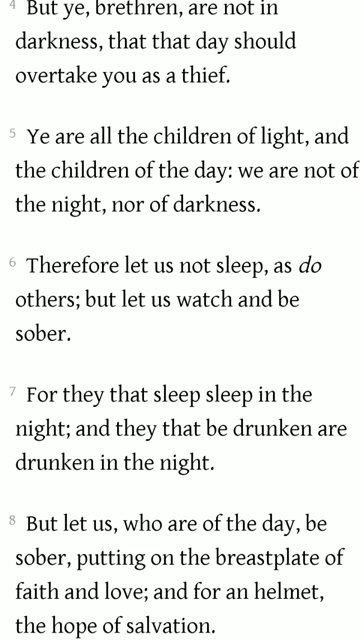 4 But ye, brethren, are not in
darkness, that that day should
overtake you as a thief.
5 Ye are all the children of light, and
the children of the day: we are not of
the night, nor of darkness.
6 Therefore let us not sleep, as do
others; but let us watch and be
sober.
7 For they that sleep sleep in the
night; and they that be drunken are
drunken in the night.
8 But let us, who are of the day, be
sober, putting on the breastplate of
faith and love; and for an helmet,
the hope of salvation.